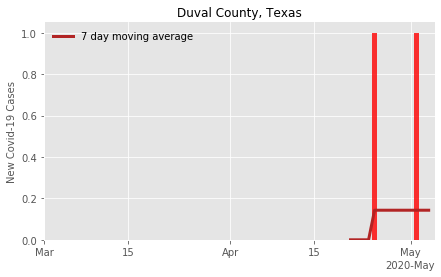 Duval County, Texas
7 day moving average
New Covid-19 Cases
1.0
0.8
0.6
0.4
0.2
0.0
Mar 15 Apr 15 May
2020-May